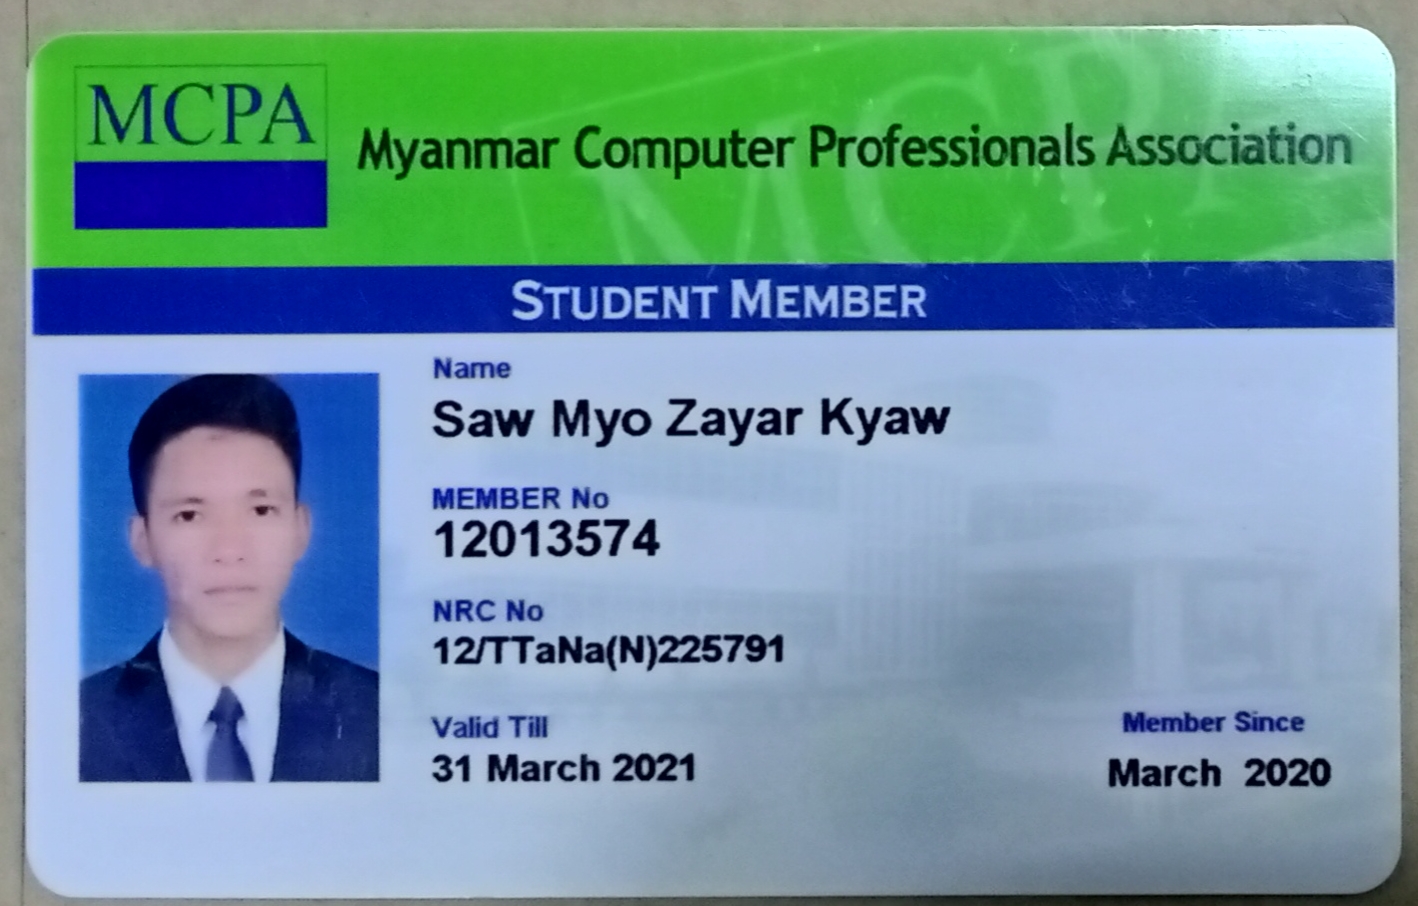 MCPA
Myanmar Computer Professionals Association
STUDENT MEMBER
Name
Saw Myo Zayar Kyaw
MEMBER No
12013574
NRC No
12/TTaNa(N)225791
Valid Till
31 March 2021
Member Since
March 2020